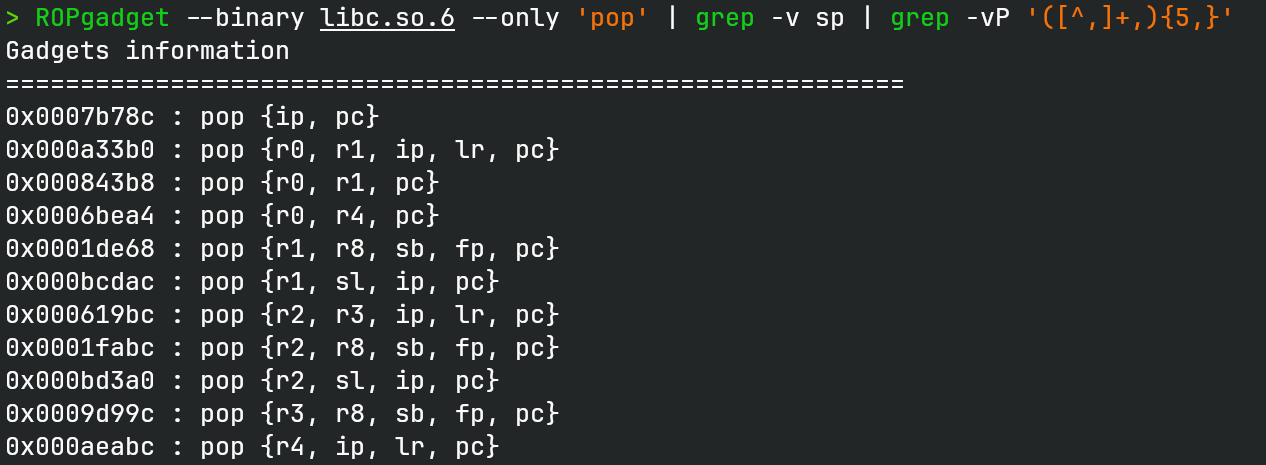 > ROPgadget --binary libc.so.6 --only 'pop' | grep -v sp | grep -vP '([^,]+,){5,}'
Gadgets information
============================================================
0x0007b78c : pop {ip, pc}
0x000a33b0 : pop {r0, r1, ip, lr, pc}
0x000843b8 : pop {r0, r1, pc}
0x0006bea4 : pop {r0, r4, pc}
0x0001de68 : pop {r1, r8, sb, fp, pc}
0x000bcdac : pop {r1, sl, ip, pc}
0x000619bc : pop {r2, r3, ip, lr, pc}
0x0001fabc : pop {r2, r8, sb, fp, pc}
0x000bd3a0 : pop {r2, sl, ip, pc}
0x0009d99c : pop {r3, r8, sb, fp, pc}
0x000aeabc : pop {r4, ip, lr, pc}